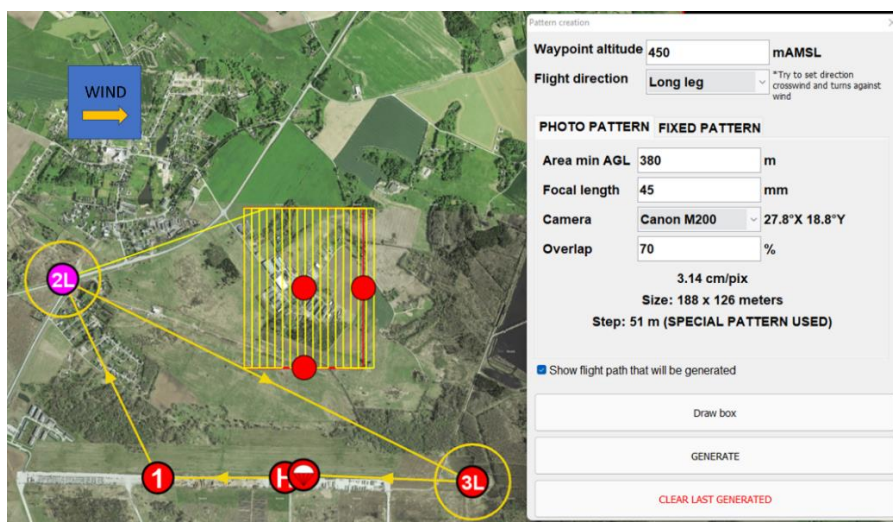 WIND
2L
1
H
3L
Pattern creation
Waypoint altitude 450 mAMSL
Flight direction Long leg *Try to set direction
crosswind and turns against
wind
PHOTO PATTERN FIXED PATTERN
Area min AGL 380 m
Focal length 45 mm
Camera Canon M200 27.8°X 18.8°Y
Overlap 70 %
3.14 cm/pix
Size: 188 x 126 meters
Step: 51 m (SPECIAL PATTERN USED)
Show flight path that will be generated
Draw box
GENERATE
CLEAR LAST GENERATED